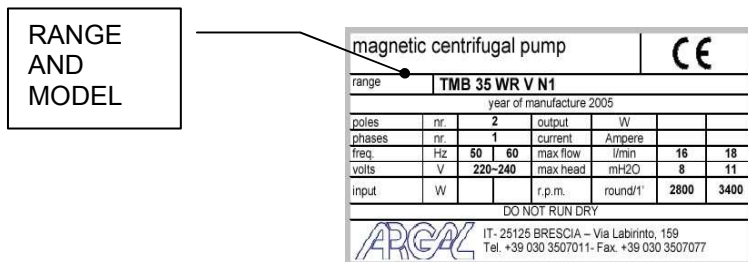 RANGE
AND
MODEL
magnetic centrifugal pump CE
range TMB 35 WR V N1
year of manufacture 2005
poles nr. 2 output W
phases nr. 1 current Ampere
freq. Hz 50 60 max flow l/min 16 18
volts V 220~240 max head mH2O 8 11
input W r.p.m. round/1' 2800 3400
DO NOT RUN DRY
ARGAL IT- 25125 BRESCIA – Via Labirinto, 159
Tel. +39 030 3507011- Fax. +39 030 3507077